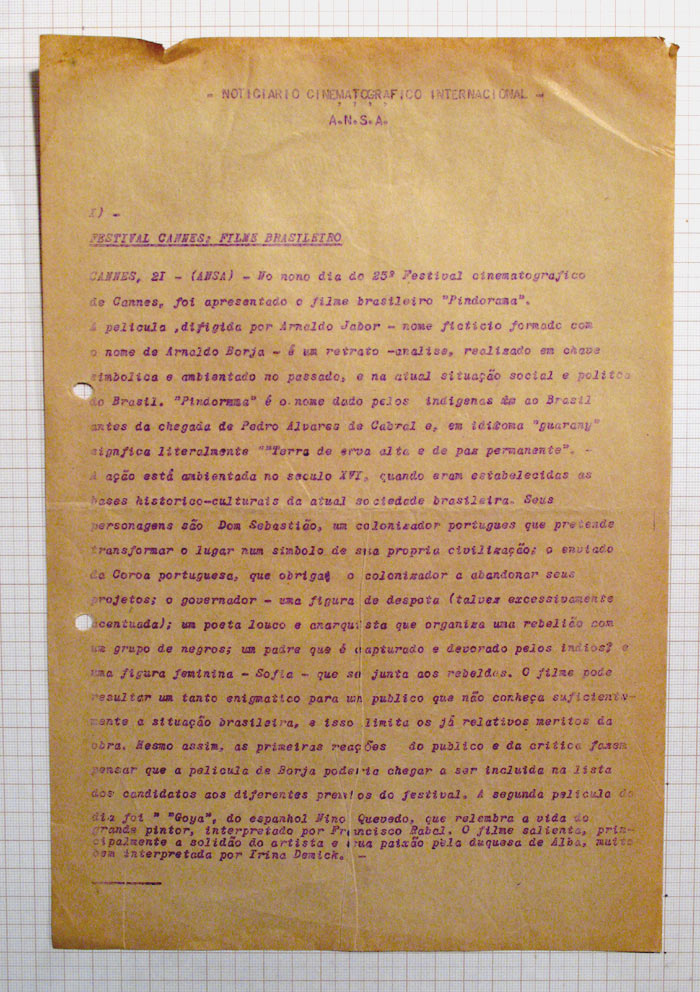 - NOTICIARIO CINEMATOGRAFICO INTERNACIONAL -
, , , ,
A.N.S.A.
I) -
FESTIVAL CANNES: FILME BRASILEIRO
CANNES, 2I - (ANSA) - No nono dia do 25º Festival cinematografico
de Cannes, foi apresentado o filme brasileiro "Pindorama".
A pelicula ,difigida por Arnaldo Jabor - nome ficticio formado com
o nome de Arnaldo Borja - é um retrato -analise, realizado em chave
simbolica e ambientado no passado, e na atual situação social e politca
do Brasil. "Pindorama" é o nome dado pelos indigenas ao Brasil
antes da chegada de Pedro Alvares de Cabral e, em idioma "guarany"
signfica literalmente ""Terra de erva alta e de paz permanente". -
A ação está ambientada no seculo XVI, quando eram estabelecidas as
bases historico-culturais da atual sociedade brasileira. Seus
personagens são Dom Sebastião, um colonizador portugues que pretende
transformar o lugar num simbolo de sua propria civilização; o enviado
da Coroa portuguesa, que obriga o colonizador a abandonar seus
projetos; o governador - uma figura de despota (talvez excessivamente
acentuada); um poeta louco e anarquista que organiza uma rebelião com
um grupo de negros; um padre que é capturado e devorado pelos indios? e
uma figura feminina - Sofia - que se junta aos rebeldes. O filme pode
resultar um tanto enigmatico para um publico que não conheça suficiente-
mente a situação brasileira, e isso limita os já relativos meritos da
obra. Mesmo assim, as primeiras reações do publico e da critica fazem
pensar que a pelicula de Borja poderia chegar a ser incluida na lista
dos candidatos aos diferentes premios do festival. A segunda pelicula do
dia foi " "Goya", do espanhol Nino Quevedo, que relembra a vida do
grande pintor, interpretado por Francisco Rabal. O filme salienta, prin-
cipalmente a solidão do artista e sua paixão pela duquesa de Alba, muito
bem interpretada por Irina Demick. -